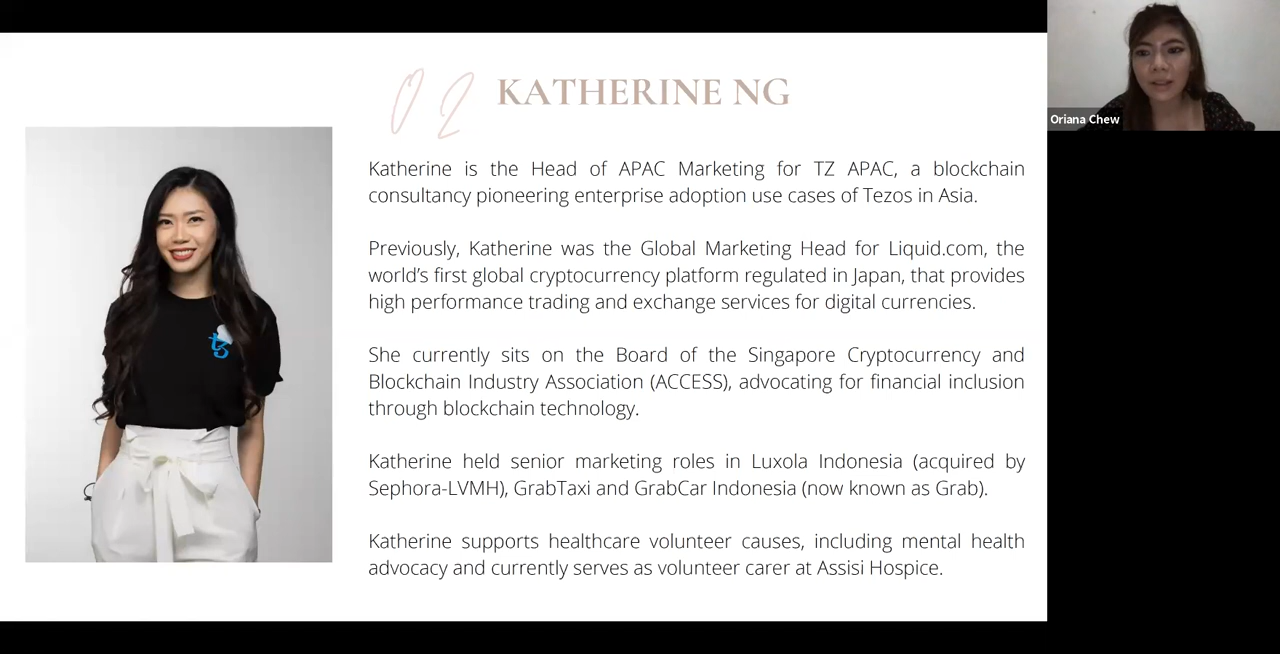 02 KATHERINE NG
Katherine is the Head of APAC Marketing for TZ APAC, a blockchain
consultancy pioneering enterprise adoption use cases of Tezos in Asia.
Previously, Katherine was the Global Marketing Head for Liquid.com, the
world's first global cryptocurrency platform regulated in Japan, that provides
high performance trading and exchange services for digital currencies.
She currently sits on the Board of the Singapore Cryptocurrency and
Blockchain Industry Association (ACCESS), advocating for financial inclusion
through blockchain technology.
Katherine held senior marketing roles in Luxola Indonesia (acquired by
Sephora-LVMH), GrabTaxi and GrabCar Indonesia (now known as Grab).
Katherine supports healthcare volunteer causes, including mental health
advocacy and currently serves as volunteer carer at Assisi Hospice.
Oriana Chew